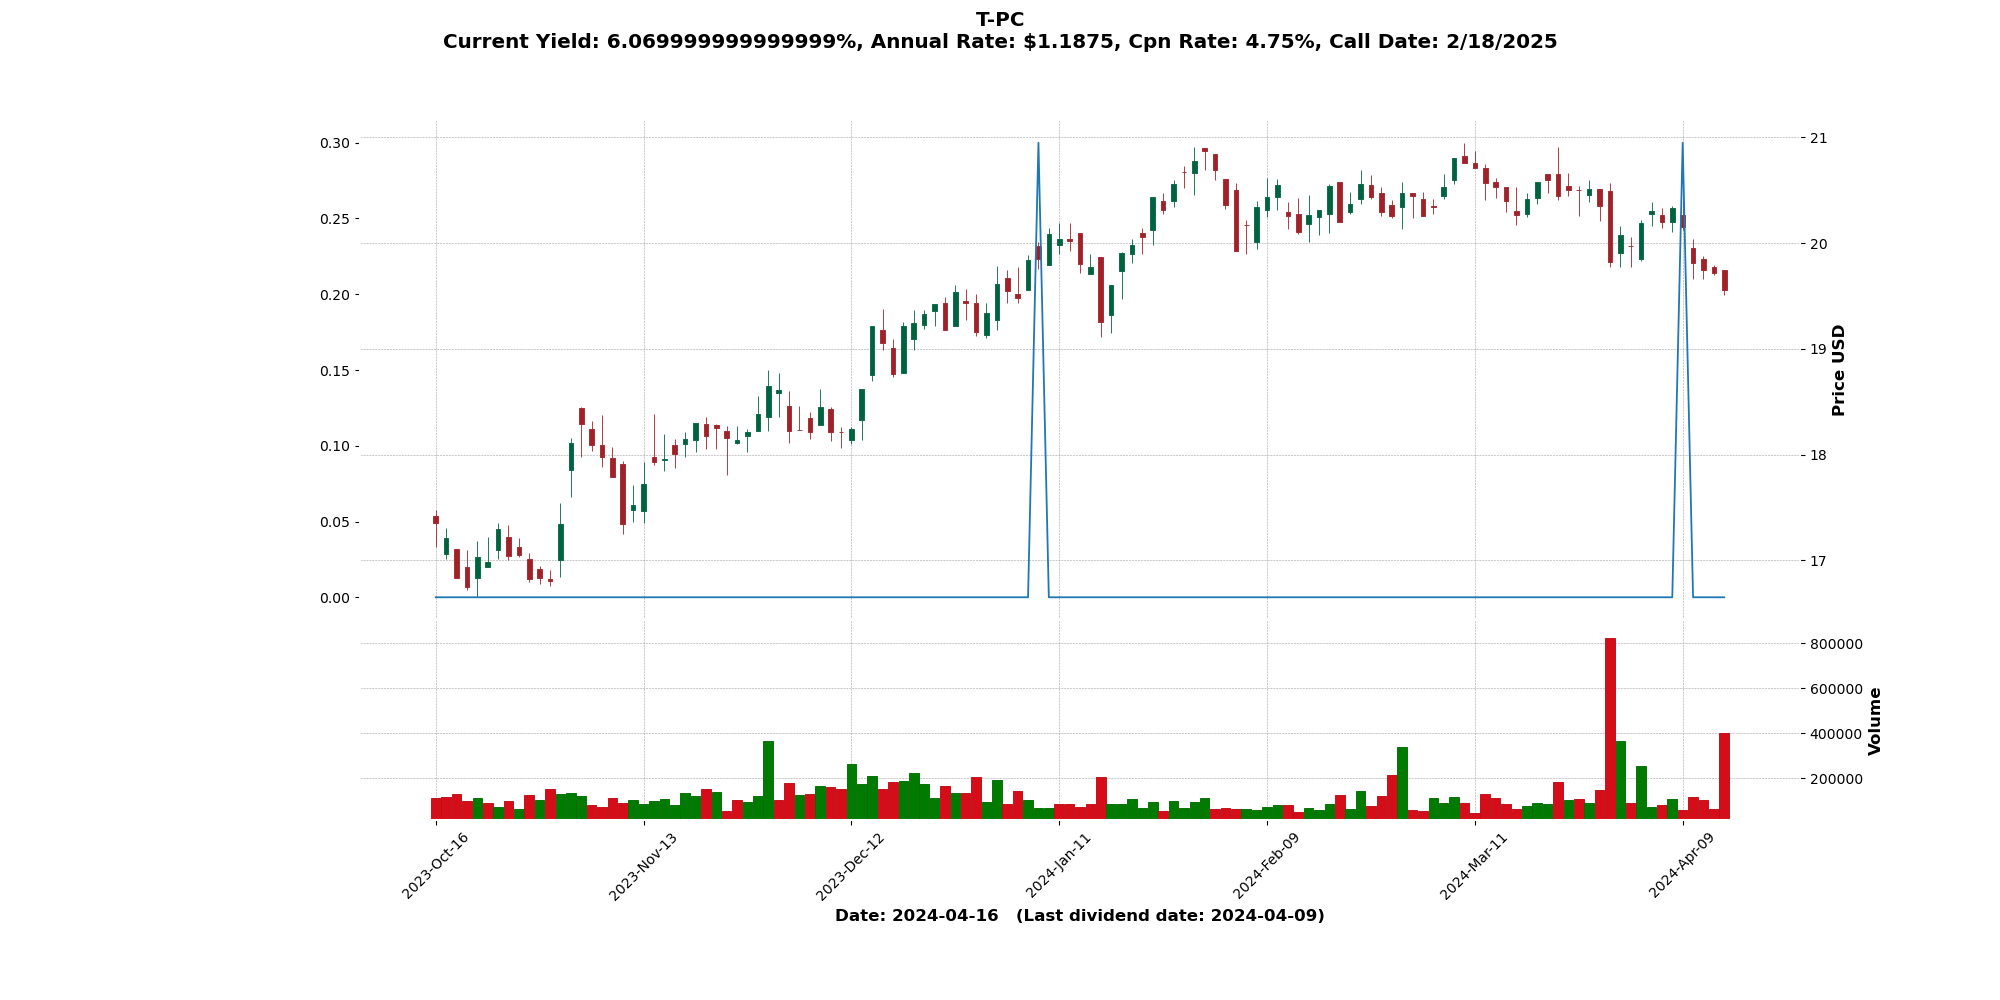 T-PC
Current Yield: 6.069999999999999%, Annual Rate: $1.1875, Cpn Rate: 4.75%, Call Date: 2/18/2025
0.30
0.25
0.20
0.15
0.10
0.05
0.00
21
20
19
18
17
Price USD
800000
600000
400000
200000
Volume
2023-Oct-16
2023-Nov-13
2023-Dec-12
2024-Jan-11
2024-Feb-09
2024-Mar-11
2024-Apr-09
Date: 2024-04-16 (Last dividend date: 2024-04-09)